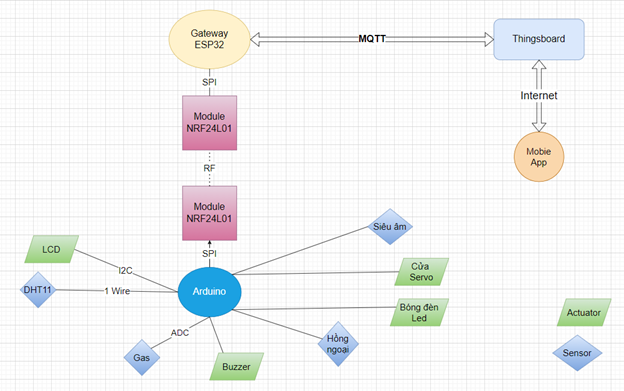 Gateway
ESP32
MQTT
Thingsboard
SPI
Module
NRF24L01
Internet
RF
Mobie
App
Module
NRF24L01
SPI
Siêu âm
LCD
I2C
Cửa
Servo
DHT11
1 Wire
Arduino
Bóng đèn
Led
Actuator
ADC
Hồng
ngoại
Gas
Buzzer
Sensor